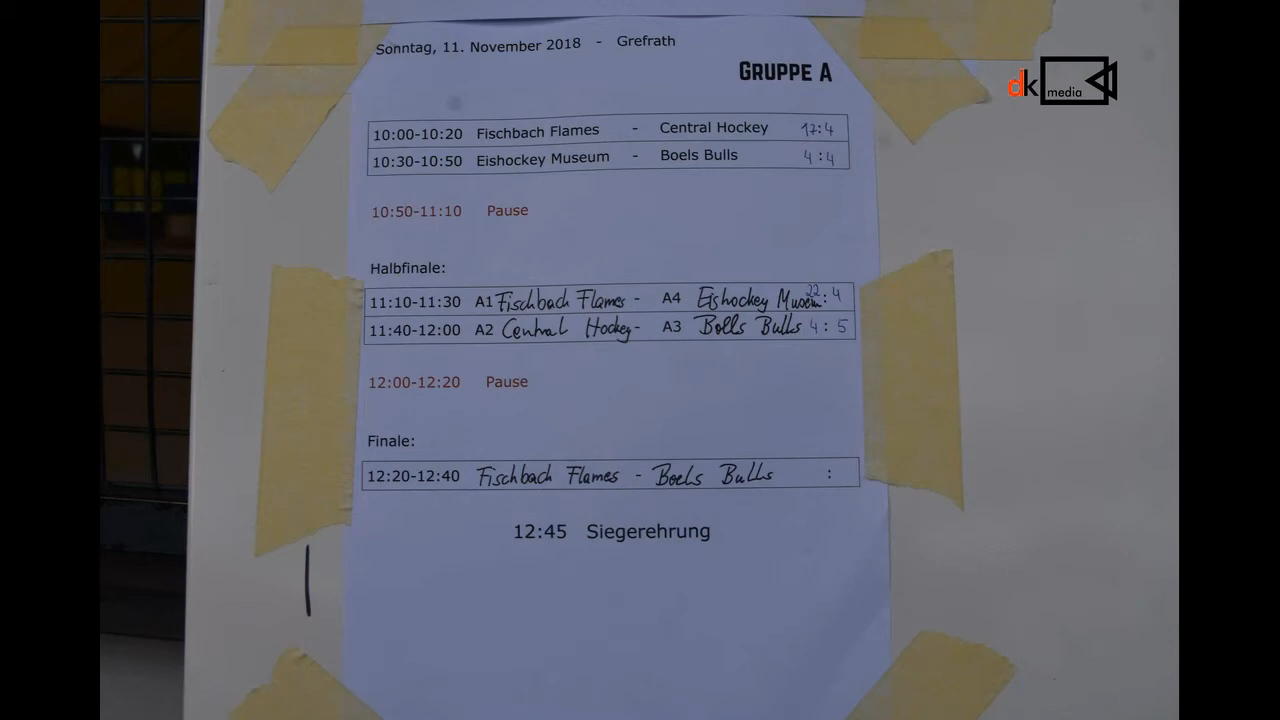 Sonntag, 11. November 2018 - Grefrath
GRUPPE A
dk media
10:00-10:20 Fischbach Flames - Central Hockey 17:4
10:30-10:50 Eishockey Museum - Boels Bulls 4:4
10:50-11:10 Pause
Halbfinale:
11:10-11:30 A1 Fischbach Flames - A4 Eishockey Museum 22:4
11:40-12:00 A2 Central Hockey - A3 Bolls Bulls 4:5
12:00-12:20 Pause
Finale:
12:20-12:40 Fischbach Flames - Boels Bulls :
12:45 Siegerehrung